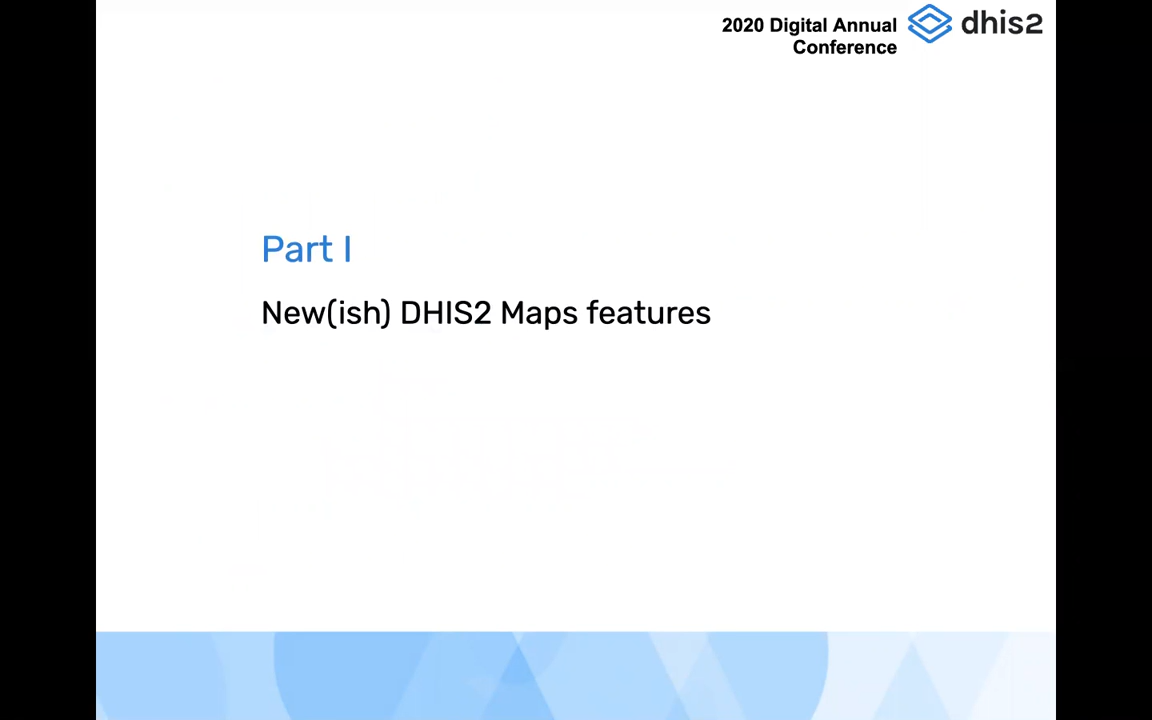 2020 Digital Annual
Conference
dhis2
Part I
New(ish) DHIS2 Maps features